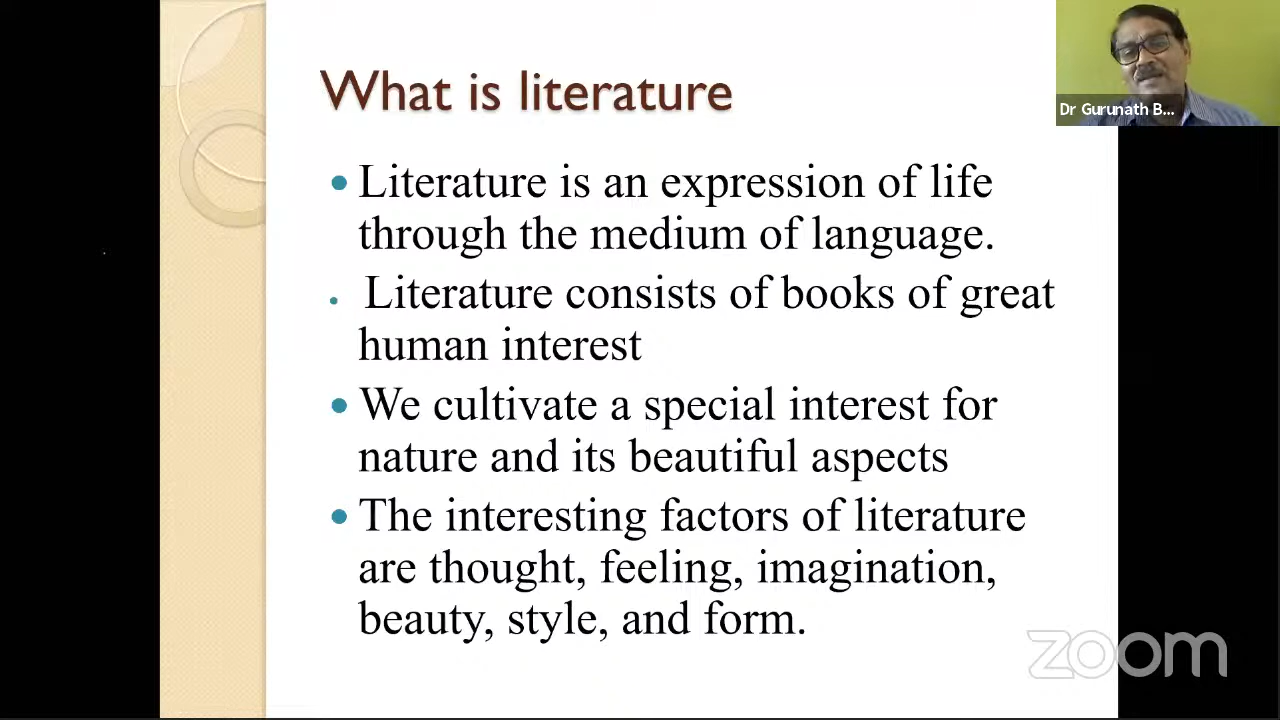 What is literature
Dr Gurunath B...
• Literature is an expression of life
through the medium of language.
• Literature consists of books of great
human interest
• We cultivate a special interest for
nature and its beautiful aspects
• The interesting factors of literature
are thought, feeling, imagination,
beauty, style, and form.
zoom